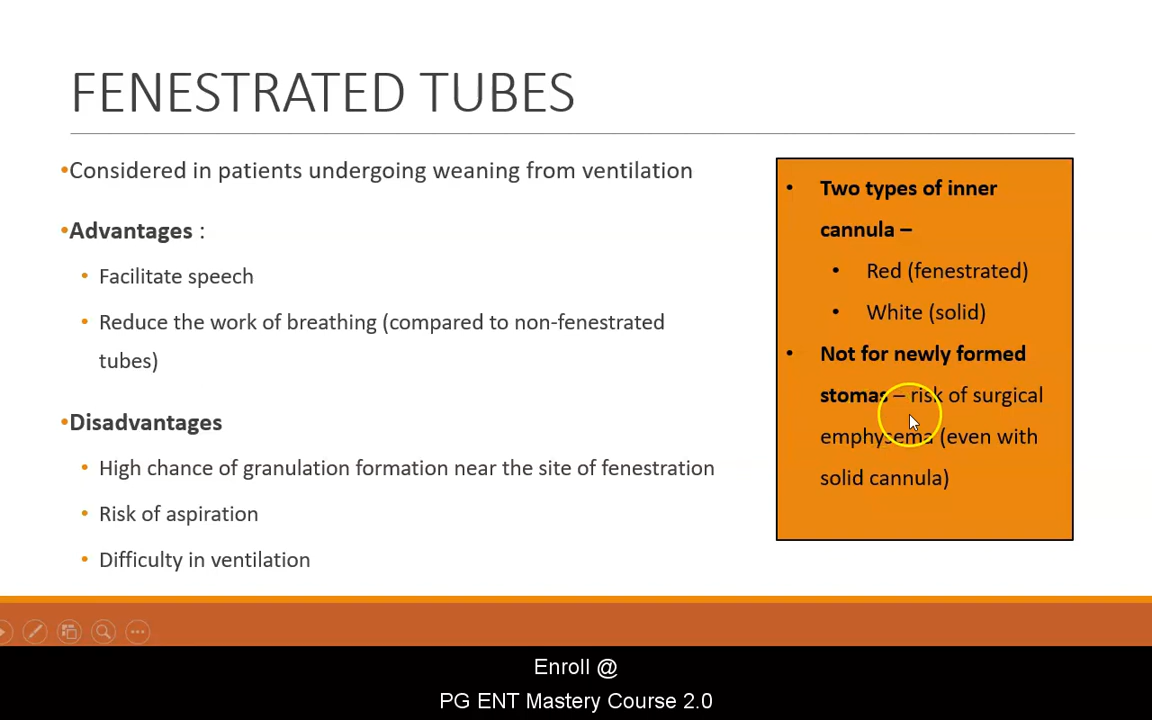 FENESTRATED TUBES
•Considered in patients undergoing weaning from ventilation
•Advantages :
• Facilitate speech
• Reduce the work of breathing (compared to non-fenestrated
tubes)
•Disadvantages
• High chance of granulation formation near the site of fenestration
• Risk of aspiration
• Difficulty in ventilation
• Two types of inner
cannula –
• Red (fenestrated)
• White (solid)
• Not for newly formed
stomas – risk of surgical
emphysema (even with
solid cannula)
Enroll @
PG ENT Mastery Course 2.0